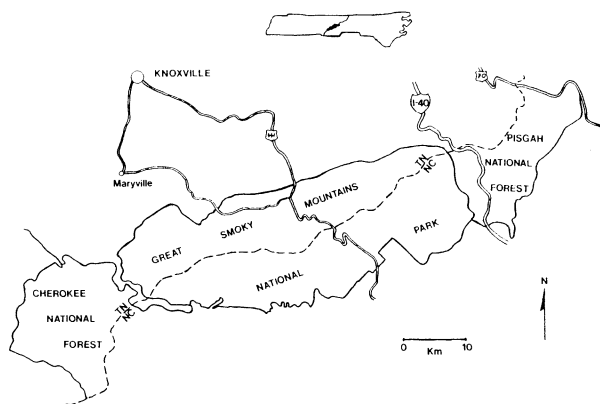 KNOXVILLE
70
I-40
PISGAH
NATIONAL
FOREST
TN
NC
Maryville
MOUNTAINS
SMOKY
GREAT
PARK
NATIONAL
CHEROKEE
NATIONAL
FOREST
TN
NC
N
0 10
Km